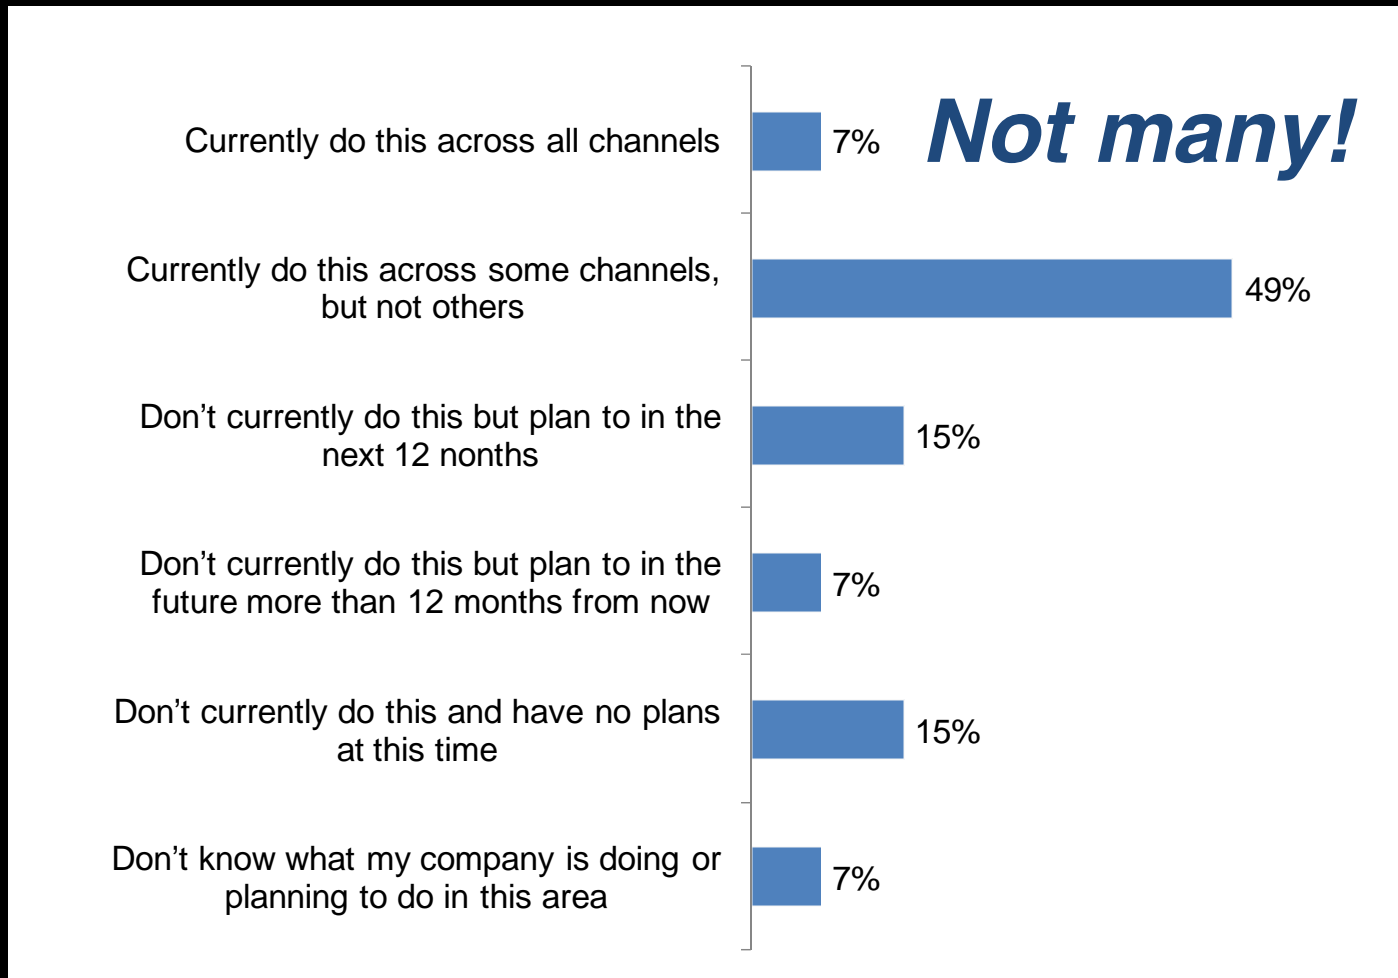 Currently do this across all channels
7%
Not many!
Currently do this across some channels,
but not others
49%
Don’t currently do this but plan to in the
next 12 nonths
15%
Don’t currently do this but plan to in the
future more than 12 months from now
7%
Don’t currently do this and have no plans
at this time
15%
Don’t know what my company is doing or
planning to do in this area
7%